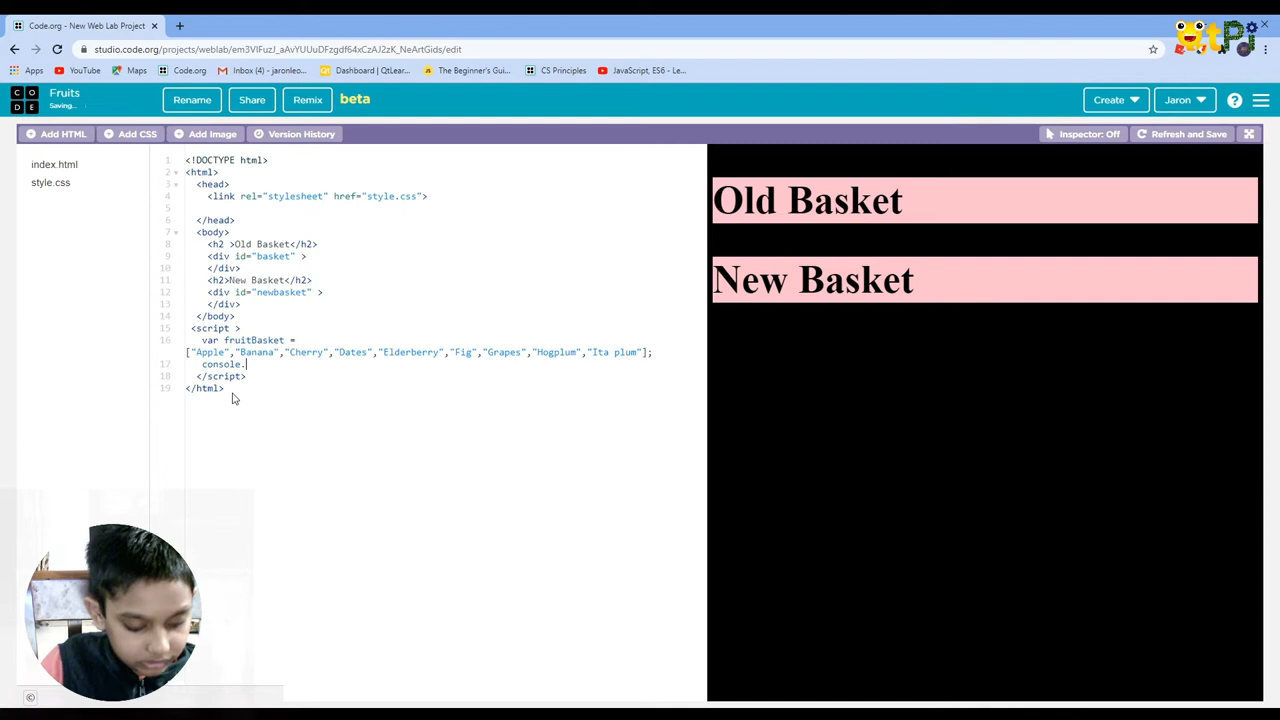 Code.org - New Web Lab Project
QtPi
studio.code.org/projects/weblab/em3VIFuzJ_aAvYUUuDFzgdf64xCzAJ2zK_NeArtGids/edit
Apps YouTube Maps Code.org Inbox (4) - jaronleo... Dashboard | QtLear... The Beginner's Gui... CS Principles JavaScript, ES6 - Le...
CODE Fruits Rename Share Remix beta Create Jaron ?
Saving...
Add HTML Add CSS Add Image Version History Inspector: Off Refresh and Save
index.html
style.css
1 <!DOCTYPE html>
2 <html>
3 <head>
4 <link rel="stylesheet" href="style.css">
5
6 </head>
7 <body>
8 <h2 >Old Basket</h2>
9 <div id="basket" >
10 </div>
11 <h2>New Basket</h2>
12 <div id="newbasket" >
13 </div>
14 </body>
15 <script >
16 var fruitBasket =
["Apple","Banana","Cherry","Dates","Elderberry","Fig","Grapes","Hogplum","Ita plum"];
17 console.
18 </script>
19 </html>
Old Basket
New Basket
©